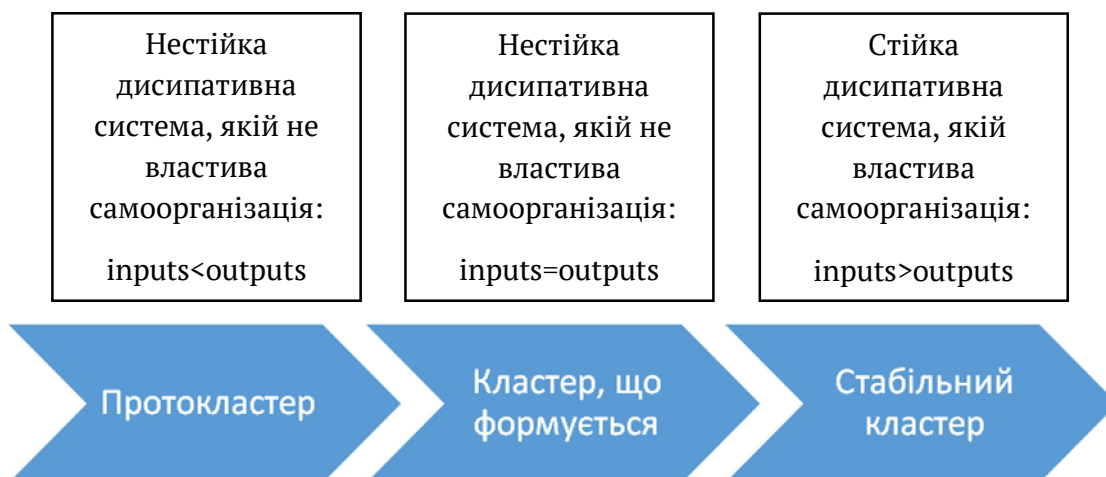 Нестійка
дисипативна
система, якій не
властива
самоорганізація:
inputs<outputs
Нестійка
дисипативна
система, якій не
властива
самоорганізація:
inputs=outputs
Стійка
дисипативна
система, якій
властива
самоорганізація:
inputs>outputs
Протокластер
Кластер, що
формується
Стабільний
кластер